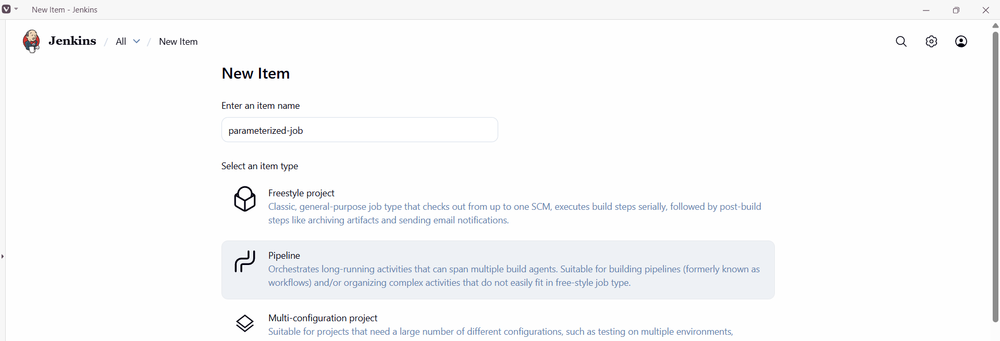 New Item - Jenkins
Jenkins / All / New Item
New Item
Enter an item name
parameterized-job
Select an item type
Freestyle project
Classic, general-purpose job type that checks out from up to one SCM, executes build steps serially, followed by post-build
steps like archiving artifacts and sending email notifications.
Pipeline
Orchestrates long-running activities that can span multiple build agents. Suitable for building pipelines (formerly known as
workflows) and/or organizing complex activities that do not easily fit in free-style job type.
Multi-configuration project
Suitable for projects that need a large number of different configurations, such as testing on multiple environments,